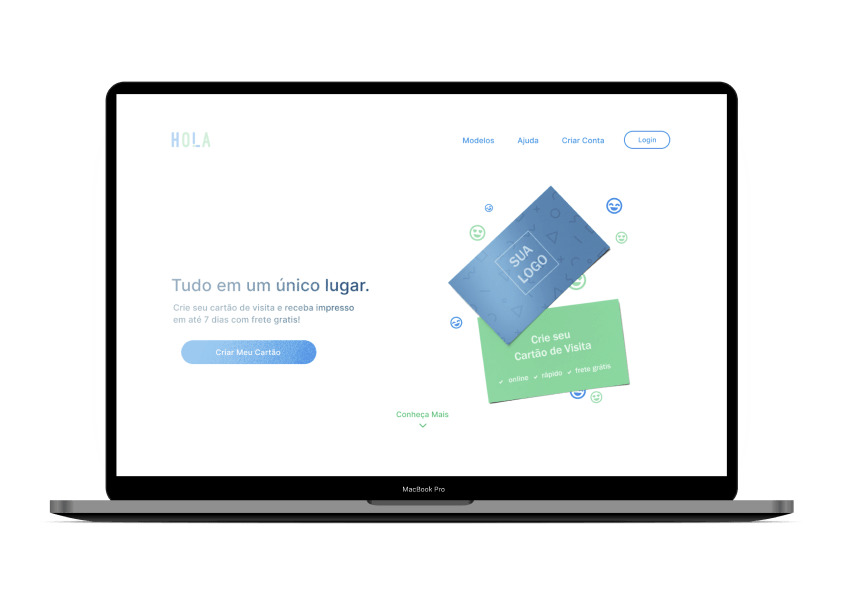 HOLA
Modelos
Ajuda
Criar Conta
Login
SUA
LOGO
Tudo em um único lugar.
Crie seu cartão de visita e receba impresso
em até 7 dias com frete gratis!
Criar Meu Cartão
Crie seu
Cartão de Visita
online rápido frete grátis
Conheça Mais
MacBook Pro